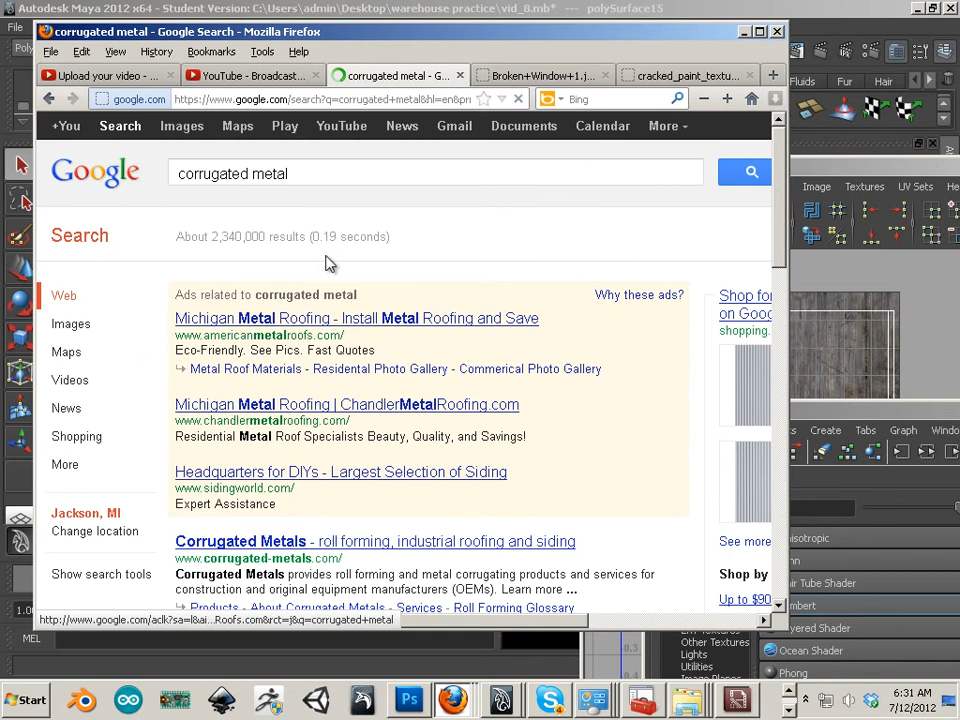 Autodesk Maya 2012 x64 - Student Version: C:\Users\admin\Desktop\warehouse practice\vid_8.mb* --- polySurface15
File
corrugated metal - Google Search - Mozilla Firefox
File Edit View History Bookmarks Tools Help
Upload your video - ... YouTube - Broadcast... corrugated metal - G... Broken+Window+1.j... cracked_paint_textu...
google.com https://www.google.com/search?q=corrugated+metal&hl=en&pr Bing
Fluids Fur Hair
+You Search Images Maps Play YouTube News Gmail Documents Calendar More
Google corrugated metal
Image Textures UV Sets
Search About 2,340,000 results (0.19 seconds)
Web
Images
Maps
Videos
News
Shopping
More
Jackson, MI
Change location
Show search tools
Ads related to corrugated metal Why these ads?
Michigan Metal Roofing - Install Metal Roofing and Save
www.americanmetalroofs.com/
Eco-Friendly. See Pics. Fast Quotes
Metal Roof Materials - Residental Photo Gallery - Commerical Photo Gallery
Michigan Metal Roofing | ChandlerMetalRoofing.com
www.chandlermetalroofing.com/
Residential Metal Roof Specialists Beauty, Quality, and Savings!
Headquarters for DIYs - Largest Selection of Siding
www.sidingworld.com/
Expert Assistance
Corrugated Metals - roll forming, industrial roofing and siding
www.corrugated-metals.com/
Corrugated Metals provides roll forming and metal corrugating products and services for
construction and original equipment manufacturers (OEMs). Learn more ...
Products - About Corrugated Metals - Services - Roll Forming Glossary
Shop for
on Goog
shopping.
See more
Shop by
Up to $90
Create Tabs Graph Windo
Anisotropic
Hair Tube Shader
Lambert
Layered Shader
Ocean Shader
Phong
Lights
Utilities
http://www.google.com/aclk?sa=l&ai...Roofs.com&rct=j&q=corrugated+metal
1.0
MEL
-0.3
Start
6:31 AM
7/12/2012